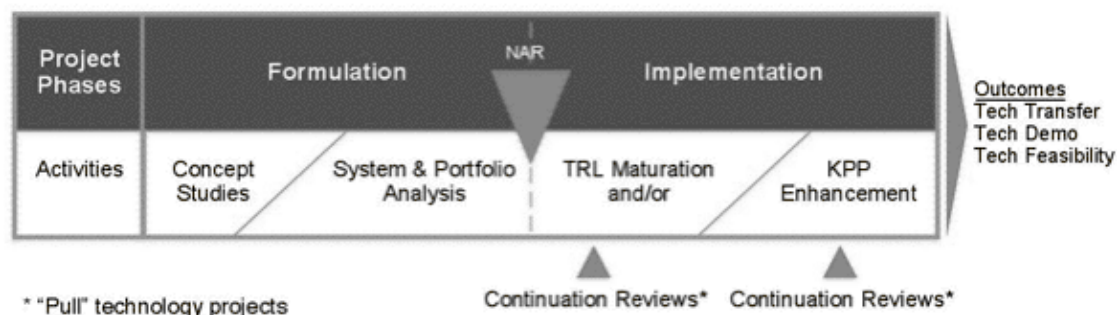 Project
Phases
Formulation
NAR
Implementation
Outcomes
Tech Transfer
Tech Demo
Tech Feasibility
Activities
Concept
Studies
System & Portfolio
Analysis
TRL Maturation
and/or
KPP
Enhancement
* "Pull" technology projects
Continuation Reviews*
Continuation Reviews*